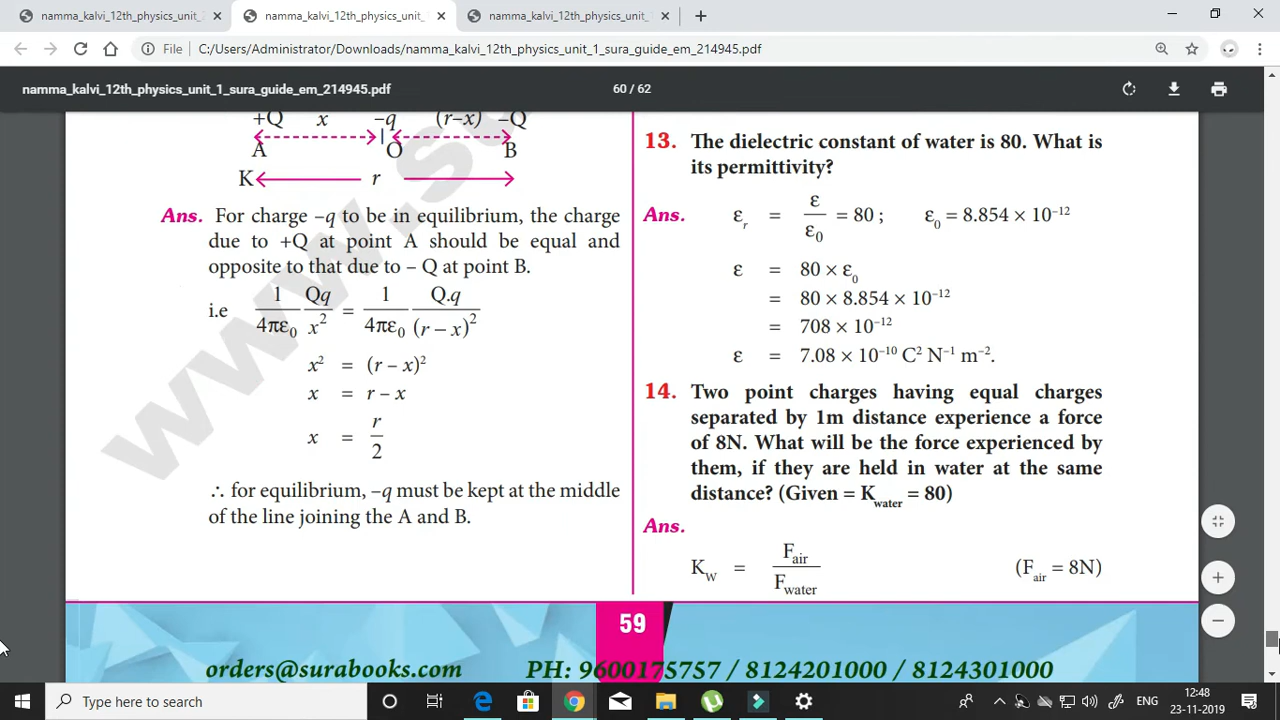 namma_kalvi_12th_physics_unit_
namma_kalvi_12th_physics_unit_1
namma_kalvi_12th_physics_unit_1
File C:/Users/Administrator/Downloads/namma_kalvi_12th_physics_unit_1_sura_guide_em_214945.pdf
namma_kalvi_12th_physics_unit_1_sura_guide_em_214945.pdf
60 / 62
+Q x –q (r–x) –Q
A O B
K r
Ans. For charge –q to be in equilibrium, the charge
due to +Q at point A should be equal and
opposite to that due to – Q at point B.
i.e 1/4πε0 Qq/x² = 1/4πε0 Q.q/(r – x)²
x² = (r – x)²
x = r – x
x = r/2
∴ for equilibrium, –q must be kept at the middle
of the line joining the A and B.
13. The dielectric constant of water is 80. What is
its permittivity?
Ans. εr = ε/ε0 = 80 ; ε0 = 8.854 × 10⁻¹²
ε = 80 × ε0
= 80 × 8.854 × 10⁻¹²
= 708 × 10⁻¹²
ε = 7.08 × 10⁻¹⁰ C² N⁻¹ m⁻².
14. Two point charges having equal charges
separated by 1m distance experience a force
of 8N. What will be the force experienced by
them, if they are held in water at the same
distance? (Given = Kwater = 80)
Ans.
KW = Fair/Fwater (Fair = 8N)
59
orders@surabooks.com PH: 9600175757 / 8124201000 / 8124301000
Type here to search
ENG
12:48
23-11-2019